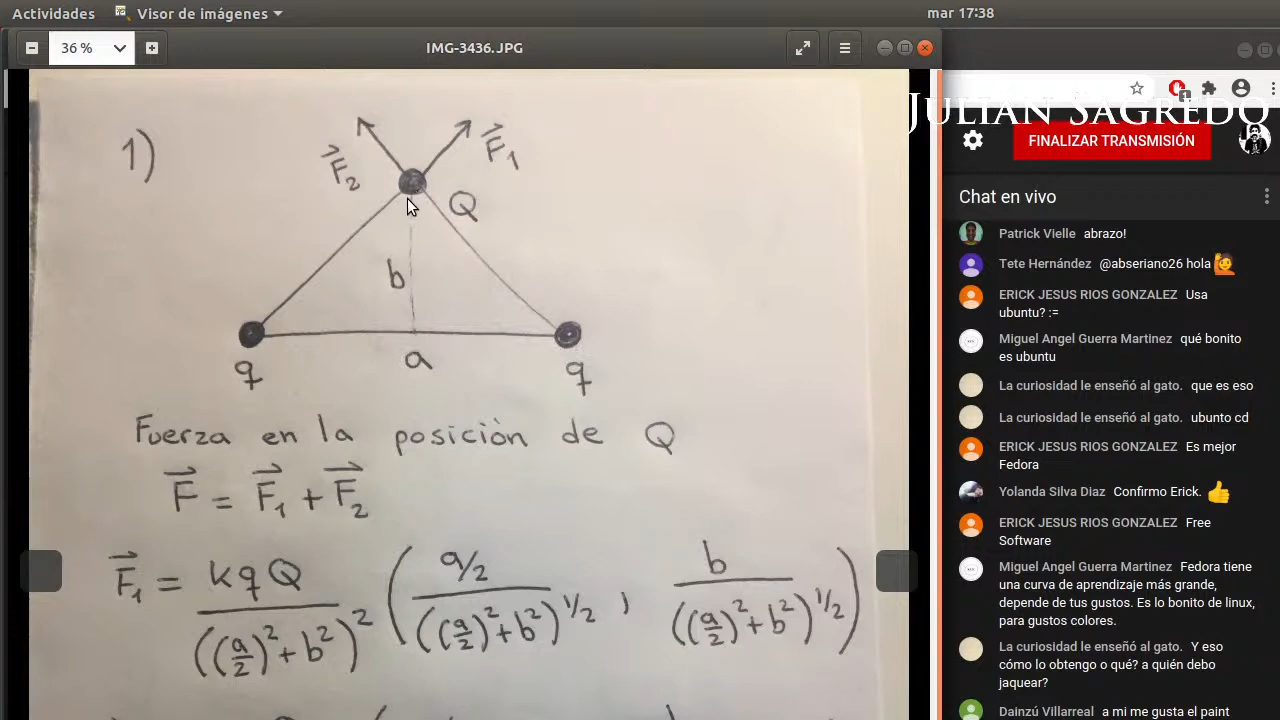 Actividades Visor de imágenes mar 17:38
36 % IMG-3436.JPG
JULIAN SAGREDO
FINALIZAR TRANSMISIÓN
1
1)
F₂
F₁
Q
b
q
a
q
Fuerza en la posición de Q
F = F₁ + F₂
F₁ = kqQ / ((a/2)² + b²)² ( a/2 / ((a/2)² + b²)^1/2 , b / ((a/2)² + b²)^1/2 )
Chat en vivo
Patrick Vielle abrazo!
Tete Hernández @abseriano26 hola
ERICK JESUS RIOS GONZALEZ Usa
ubuntu? :=
Miguel Angel Guerra Martinez qué bonito
es ubuntu
La curiosidad le enseñó al gato. que es eso
La curiosidad le enseñó al gato. ubunto cd
ERICK JESUS RIOS GONZALEZ Es mejor
Fedora
Yolanda Silva Diaz Confirmo Erick.
ERICK JESUS RIOS GONZALEZ Free
Software
Miguel Angel Guerra Martinez Fedora tiene
una curva de aprendizaje más grande,
depende de tus gustos. Es lo bonito de linux,
para gustos colores.
La curiosidad le enseñó al gato. Y eso
cómo lo obtengo o qué? a quién debo
jaquear?
Dainzú Villarreal a mi me gusta el paint